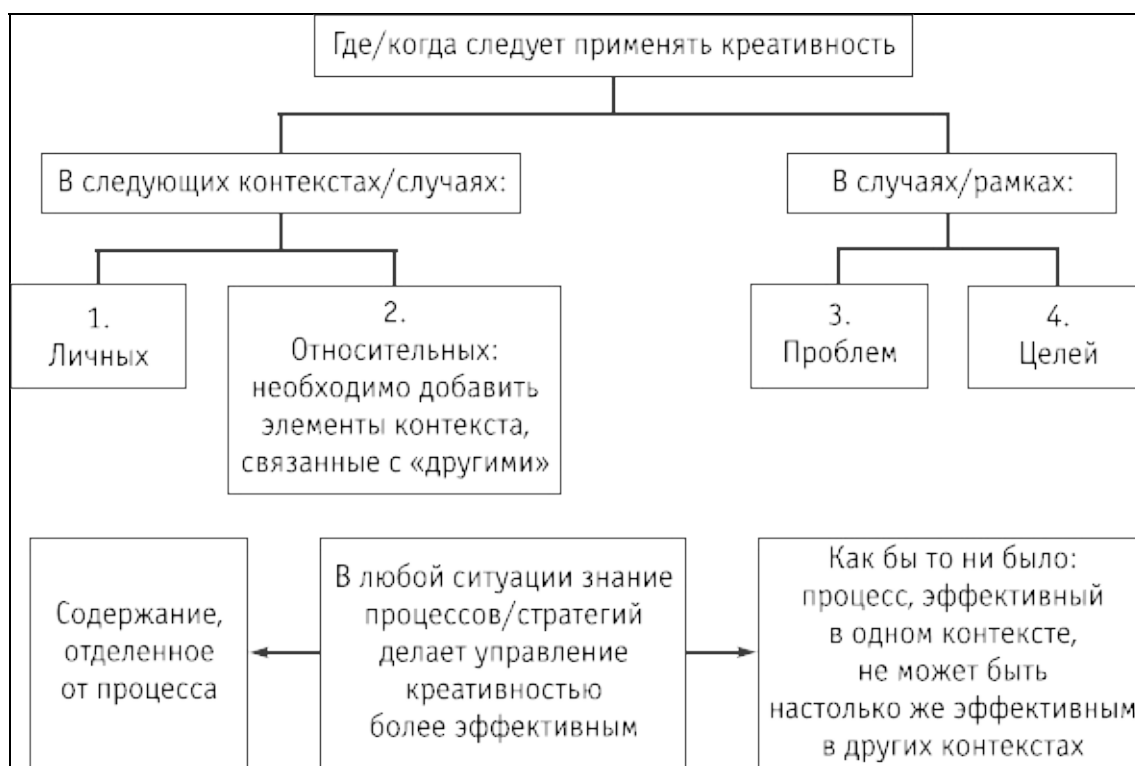 Где/когда следует применять креативность
В следующих контекстах/случаях:
В случаях/рамках:
1.
Личных
2.
Относительных:
необходимо добавить
элементы контекста,
связанные с «другими»
3.
Проблем
4.
Целей
Содержание,
отделенное
от процесса
В любой ситуации знание
процессов/стратегий
делает управление
креативностью
более эффективным
Как бы то ни было:
процесс, эффективный
в одном контексте,
не может быть
настолько же эффективным
в других контекстах